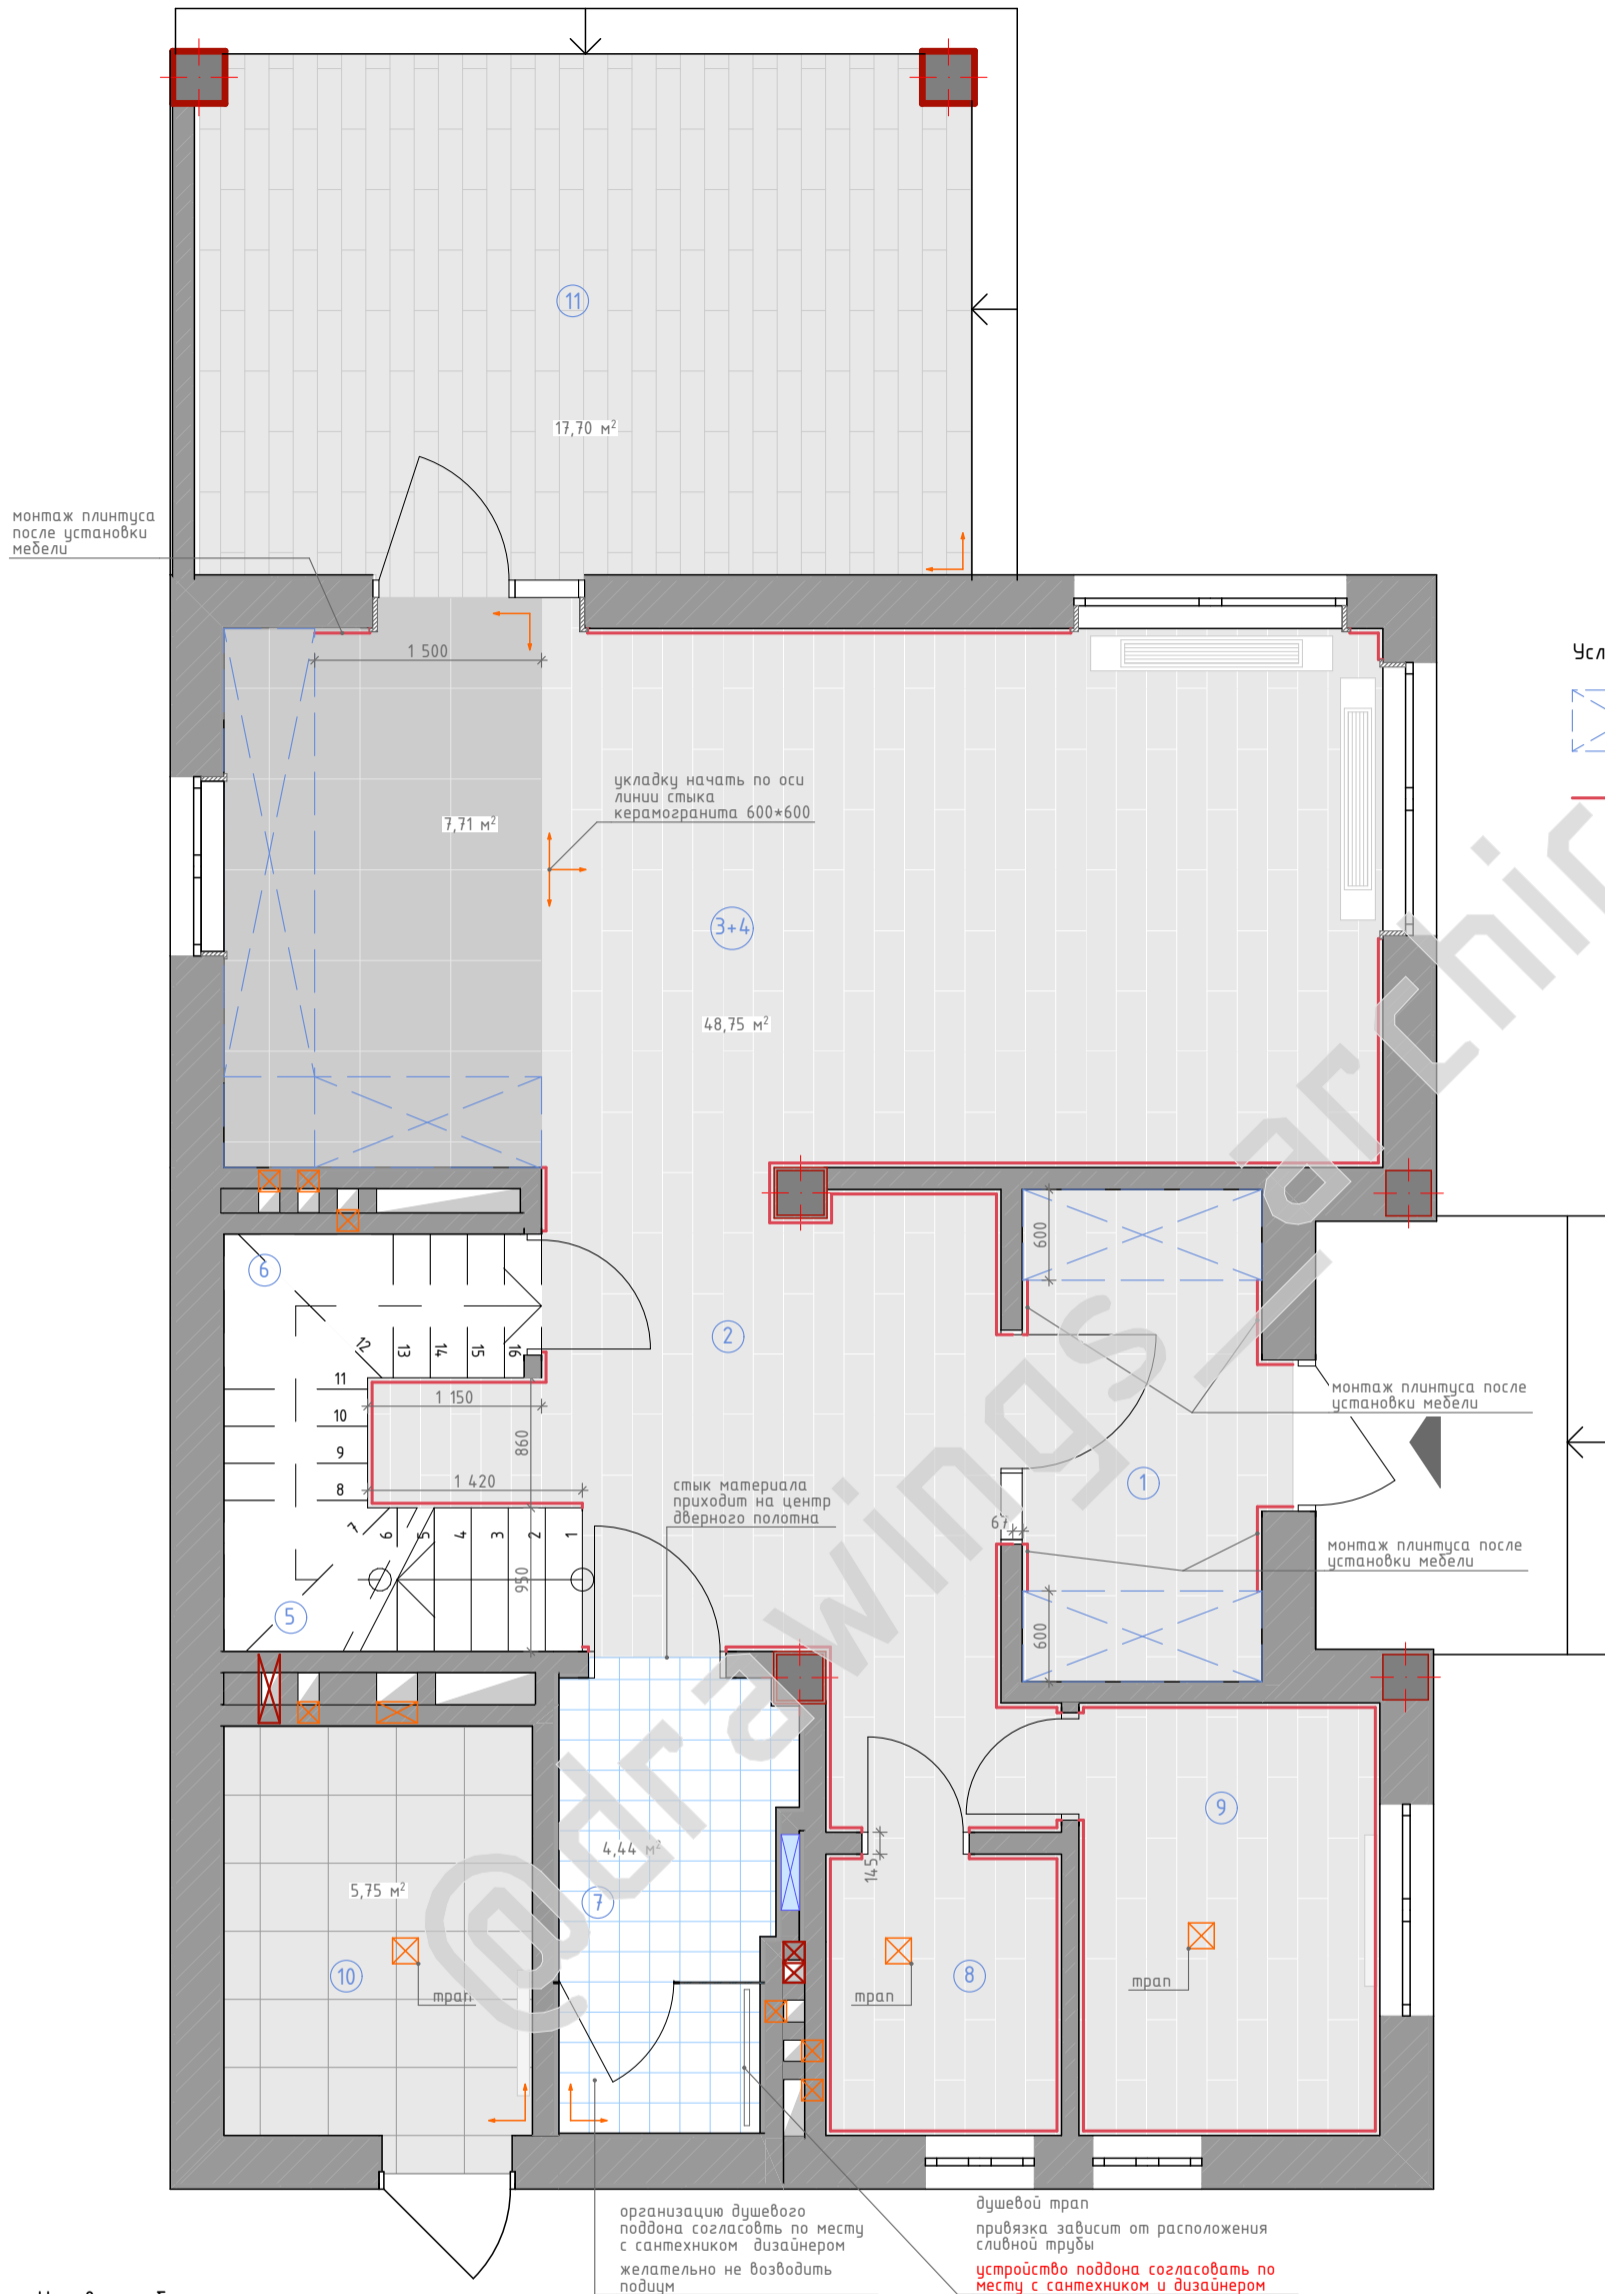 11
17,70 м²
монтаж плинтуса
после установки
мебели
1 500
Усл
укладку начать по оси
линии стыка
керамогранита 600*600
7,71 м²
3+4
48,75 м²
600
6
2
12
13
14
15
16
11
10
9
8
1 150
860
1 420
монтаж плинтуса после
установки мебели
стык материала
приходит на центр
дверного полотна
1
67
7
6
5
4
3
2
1
950
монтаж плинтуса после
установки мебели
5
600
9
4,44 м²
145
5,75 м²
7
10
трап
8
трап
трап
организацию душевого
поддона согласовть по месту
с сантехником дизайнером
желательно не возводить
подиум
душевой трап
привязка зависит от расположения
сливной трубы
устройство поддона согласовать по
месту с сантехником и дизайнером
@drawings_archir